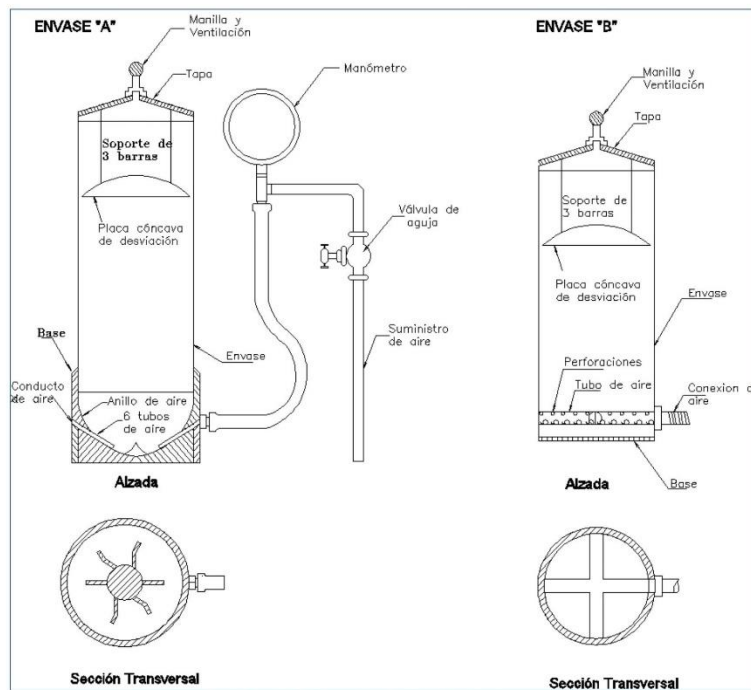 ENVASE "A"
Manilla y
Ventilación
Tapa
Soporte de
3 barras
Placa cóncava
de desviación
Manómetro
Válvula de
aguja
Suministro
de aire
Envase
Base
Conducto
de aire
Anillo de aire
6 tubos
de aire
Alzada
Sección Transversal
ENVASE "B"
Manilla y
Ventilación
Tapa
Soporte de
3 barras
Placa cóncava
de desviación
Envase
Perforaciones
Tubo de aire
Conexion
aire
Base
Alzada
Sección Transversal